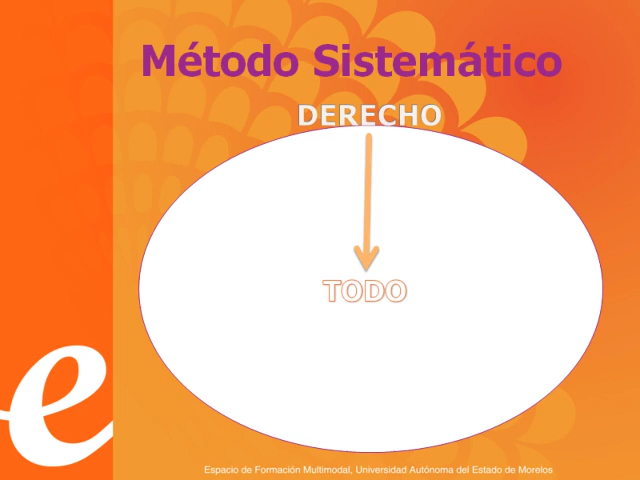 Método Sistemático
DERECHO
TODO
e
Espacio de Formación Multimodal, Universidad Autónoma del Estado de Morelos